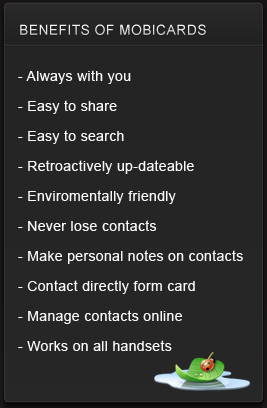 BENEFITS OF MOBICARDS
- Always with you
- Easy to share
- Easy to search
- Retroactively up-dateable
- Enviromentally friendly
- Never lose contacts
- Make personal notes on contacts
- Contact directly form card
- Manage contacts online
- Works on all handsets